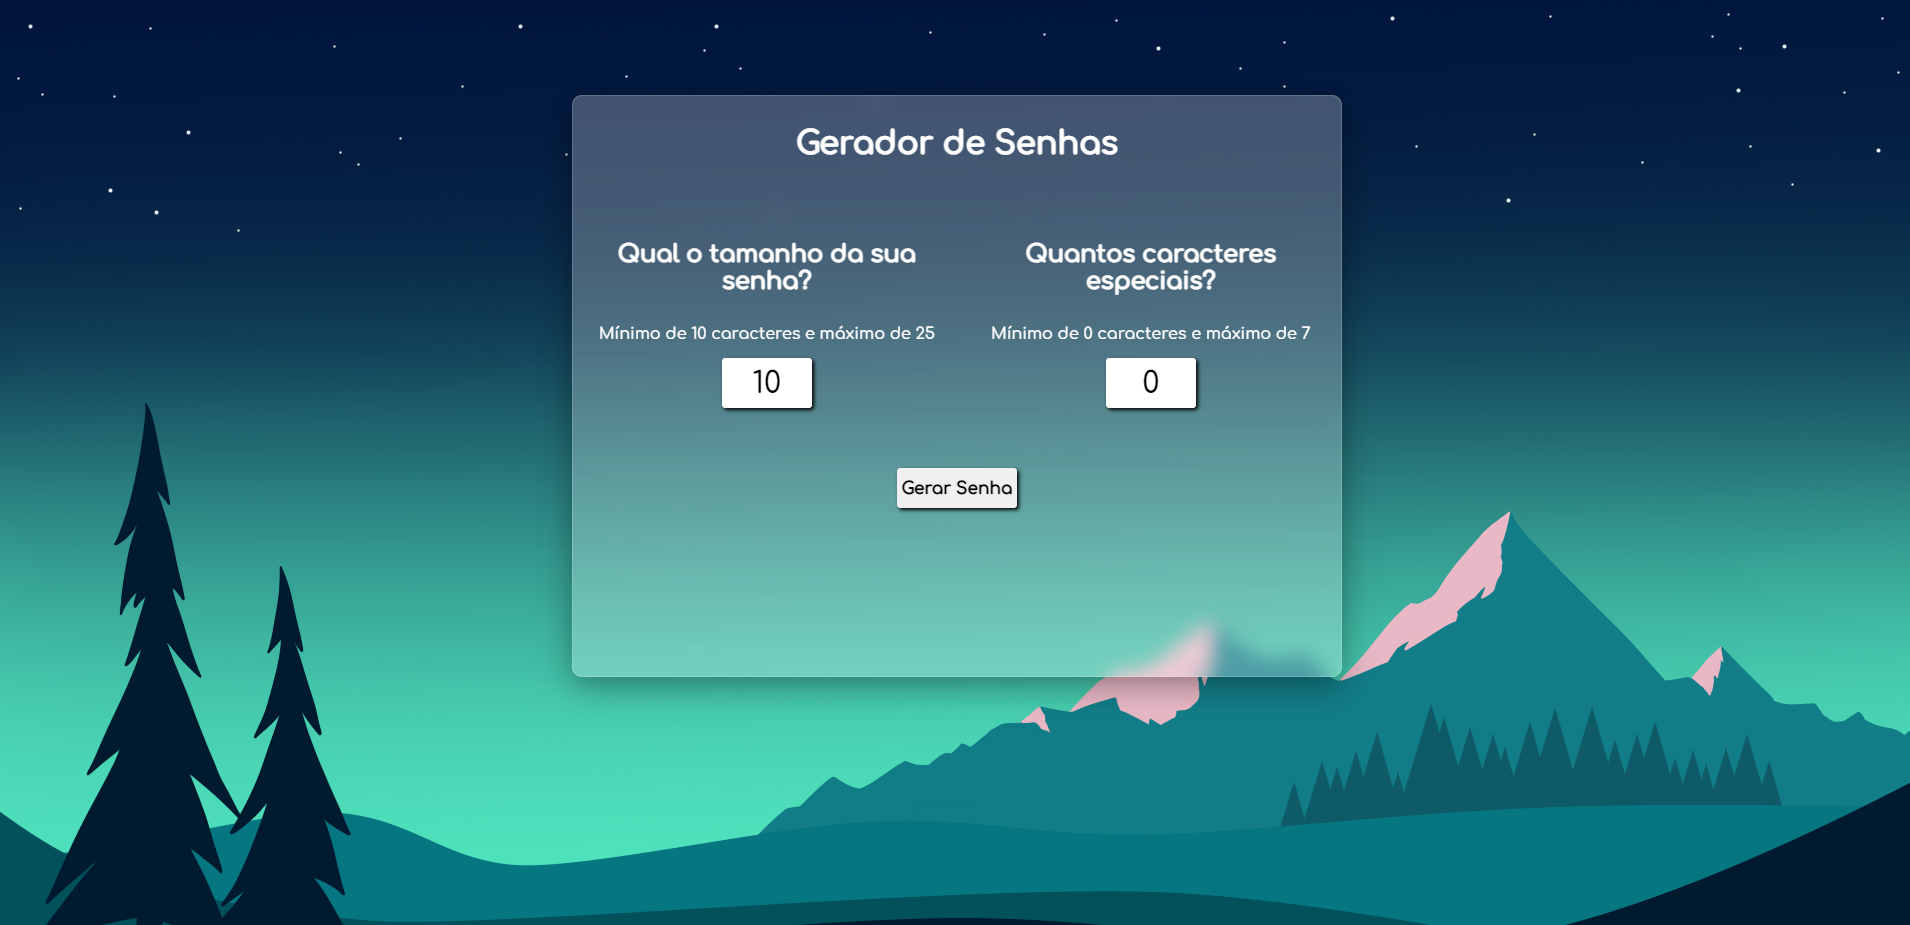 Gerador de Senhas
Qual o tamanho da sua
senha?
Mínimo de 10 caracteres e máximo de 25
10
Quantos caracteres
especiais?
Mínimo de 0 caracteres e máximo de 7
0
Gerar Senha